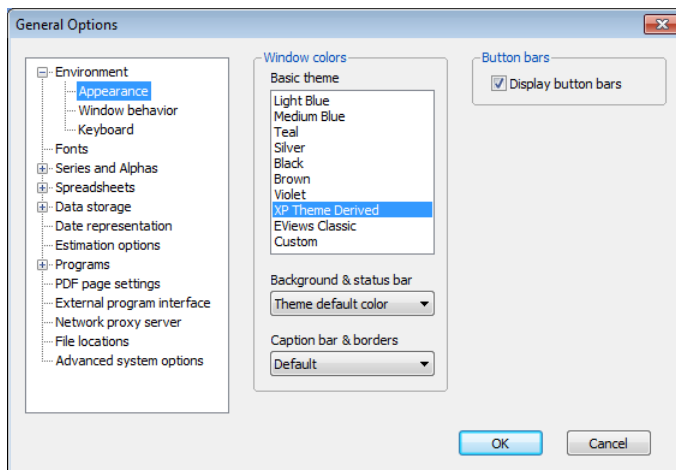 General Options
Environment
Appearance
Window behavior
Keyboard
Fonts
Series and Alphas
Spreadsheets
Data storage
Date representation
Estimation options
Programs
PDF page settings
External program interface
Network proxy server
File locations
Advanced system options
Window colors
Basic theme
Light Blue
Medium Blue
Teal
Silver
Black
Brown
Violet
XP Theme Derived
EViews Classic
Custom
Background & status bar
Theme default color
Caption bar & borders
Default
Button bars
Display button bars
OK
Cancel